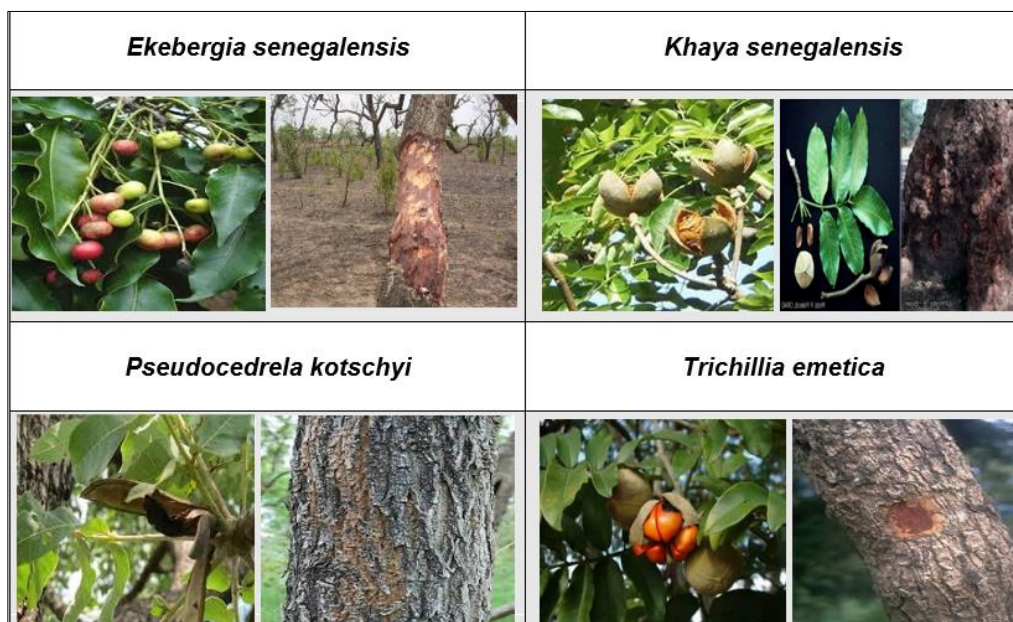 Ekebergia senegalensis
Khaya senegalensis
Pseudocedrela kotschyi
Trichillia emetica